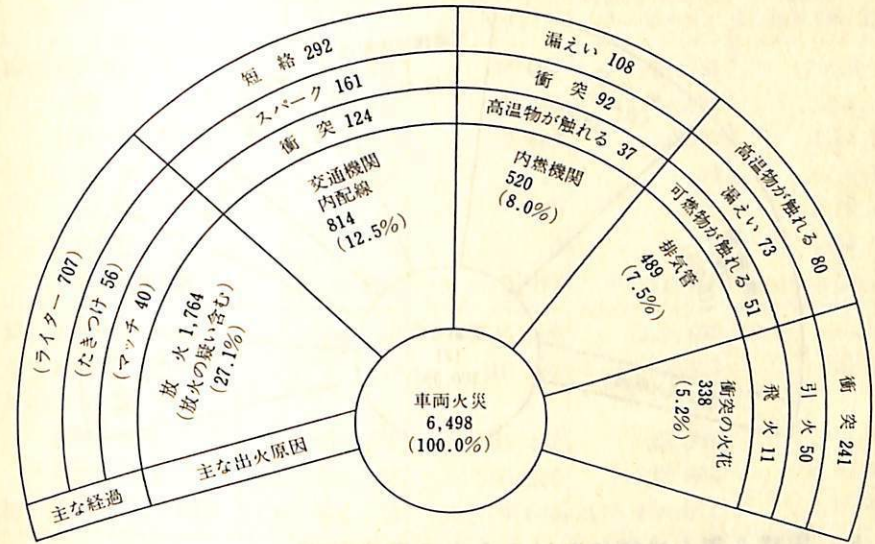 車両火災
6,498
(100.0%)
主な出火原因
主な経過
放 火 1,764
(放火の疑い含む)
(27.1%)
(マッチ 40)
(たきつけ 56)
(ライター 707)
交通機関
内配線
814
(12.5%)
衝 突 124
スパーク 161
短 絡 292
内燃機関
520
(8.0%)
高温物が触れる 37
衝 突 92
漏えい 108
排気管
489
(7.5%)
可燃物が触れる 51
漏えい 73
高温物が触れる 80
衝突の火花
338
(5.2%)
飛 火 11
引 火 50
衝 突 241